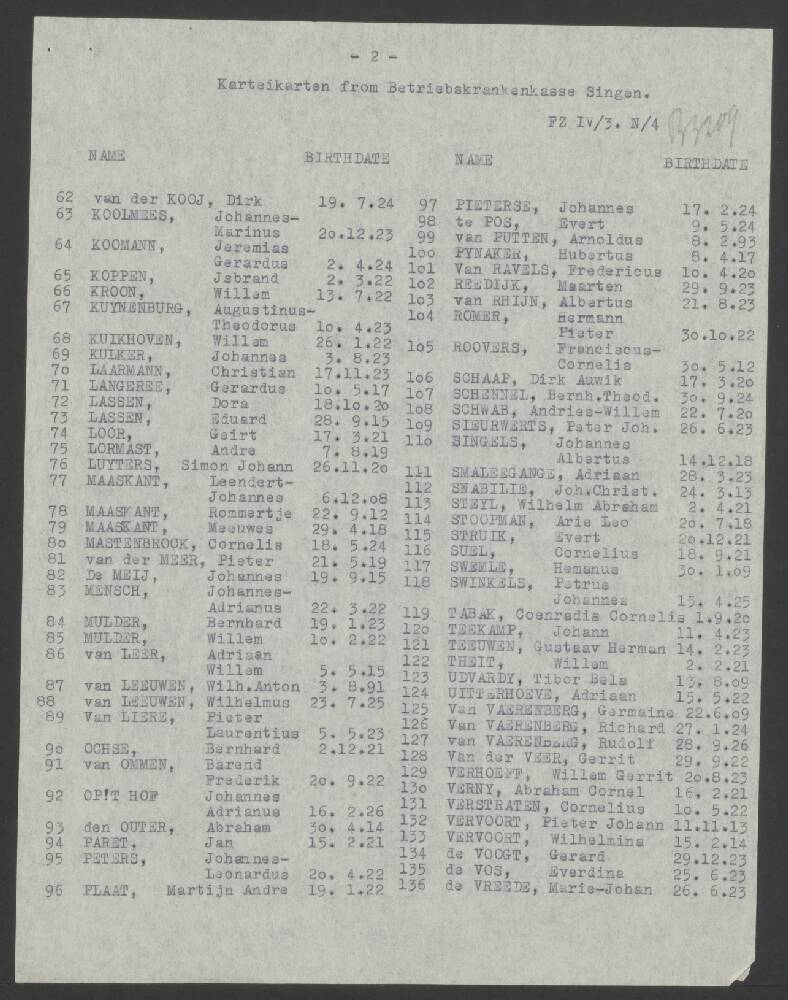 - 2 -
Karteikarten from Betriebskrankenkasse Singen.
FZ IV/3. N/4
NAME BIRTHDATE
62 van der KOOJ, Dirk 19. 7.24
63 KOOLMEES, Johannes-
Marinus 2o.12.23
64 KOOMANN, Jeremias
Gerardus 2. 4.24
65 KOPPEN, Jsbrand 2. 3.22
66 KROON, Willem 13. 7.22
67 KUYNENBURG, Augustinus-
Theodorus 1o. 4.23
68 KUIKHOVEN, Willem 26. 1.22
69 KULKER, Johannes 3. 8.23
7o LAARMANN, Christian 17.11.23
71 LANGEREE, Gerardus 1o. 5.17
72 LASSEN, Dora 18.1o.2o
73 LASSEN, Eduard 28. 9.15
74 LOOR, Geirt 17. 3.21
75 LORMAST, Andre 7. 8.19
76 LUYTERS, Simon Johann 26.11.2o
77 MAASKANT, Leendert-
Johannes 6.12.o8
78 MAASKANT, Rommertje 22. 9.12
79 MAASKANT, Meeuwes 29. 4.18
8o MASTENBROCK, Cornelis 18. 5.24
81 van der MEER, Pieter 21. 5.19
82 De MEIJ, Johannes 19. 9.15
83 MENSCH, Johannes-
Adrianus 22. 3.22
84 MULDER, Bernhard 19. 1.23
85 MULDER, Willem 1o. 2.22
86 van LEER, Adriaan
Willem 5. 5.15
87 van LEEUWEN, Wilh.Anton 3. 8.91
88 van LEEUWEN, Wilhelmus 23. 7.25
89 Van LIERE, Pieter
Laurentius 5. 5.23
9o OCHSE, Bernhard 2.12.21
91 van OMMEN, Barend
Frederik 2o. 9.22
92 OP!T HOF Johannes
Adrianus 16. 2.26
93 den OUTER, Abraham 3o. 4.14
94 PARET, Jan 15. 2.21
95 PETERS, Johannes-
Leonardus 2o. 4.22
96 PLAAT, Martijn Andre 19. 1.22
NAME BIRTHDATE
97 PIETERSE, Johannes 17. 2.24
98 te POS, Evert 9. 5.24
99 van PUTTEN, Arnoldus 8. 2.93
1oo PYNAKER, Hubertus 8. 4.17
1o1 Van RAVELS, Fredericus 1o. 4.2o
1o2 REEDIJK, Maarten 29. 9.23
1o3 van RHIJN, Albertus 21. 8.23
1o4 ROMER, Hermann
Pieter 3o.1o.22
1o5 ROOVERS, Franciscus-
Cornelis 3o. 5.12
1o6 SCHAAP, Dirk Auwik 17. 3.2o
1o7 SCHENNEL, Bernh.Theod. 3o. 9.24
1o8 SCHWAB, Andries-Willem 22. 7.2o
1o9 SIEURWERTS, Peter Joh. 26. 6.23
11o SINGELS, Johannes
Albertus 14.12.18
111 SMALEEGANGE, Adriaan 28. 3.23
112 SNABILIE, Joh.Christ. 24. 3.13
113 STEYL, Wilhelm Abraham 2. 4.21
114 STOOPMAN, Arie Leo 2o. 7.18
115 STRUIK, Evert 2o.12.21
116 SUEL, Cornelius 18. 9.21
117 SWEMLE, Hemanus 3o. 1.o9
118 SWINKELS, Petrus
Johannes 15. 4.25
119 TABAK, Coenradis Cornelis 1.9.2o
12o TEEKAMP, Johann 11. 4.23
121 TEEUWEN, Gustaav Herman 14. 2.23
122 THEIT, Willem 2. 2.21
123 UDVARDY, Tibor Bela 13. 8.o9
124 UITTERHOEVE, Adriaan 15. 5.22
125 Van VAERENBERG, Germaine 22.6.o9
126 Van VAERENBERG, Richard 27. 1.24
127 van VAERENBERG, Rudolf 28. 9.26
128 Van der VEER, Gerrit 29. 9.22
129 VERHOEFF, Willem Gerrit 2o.8.23
13o VERNY, Abraham Cornel 16. 2.21
131 VERSTRATEN, Cornelius 1o. 5.22
132 VERVOORT, Pieter Johann 11.11.13
133 VERVOORT, Wilhelmina 15. 2.14
134 de VOOGT, Gerard 29.12.23
135 de VOS, Everdina 25. 6.23
136 de VREEDE, Marie-Johan 26. 6.23